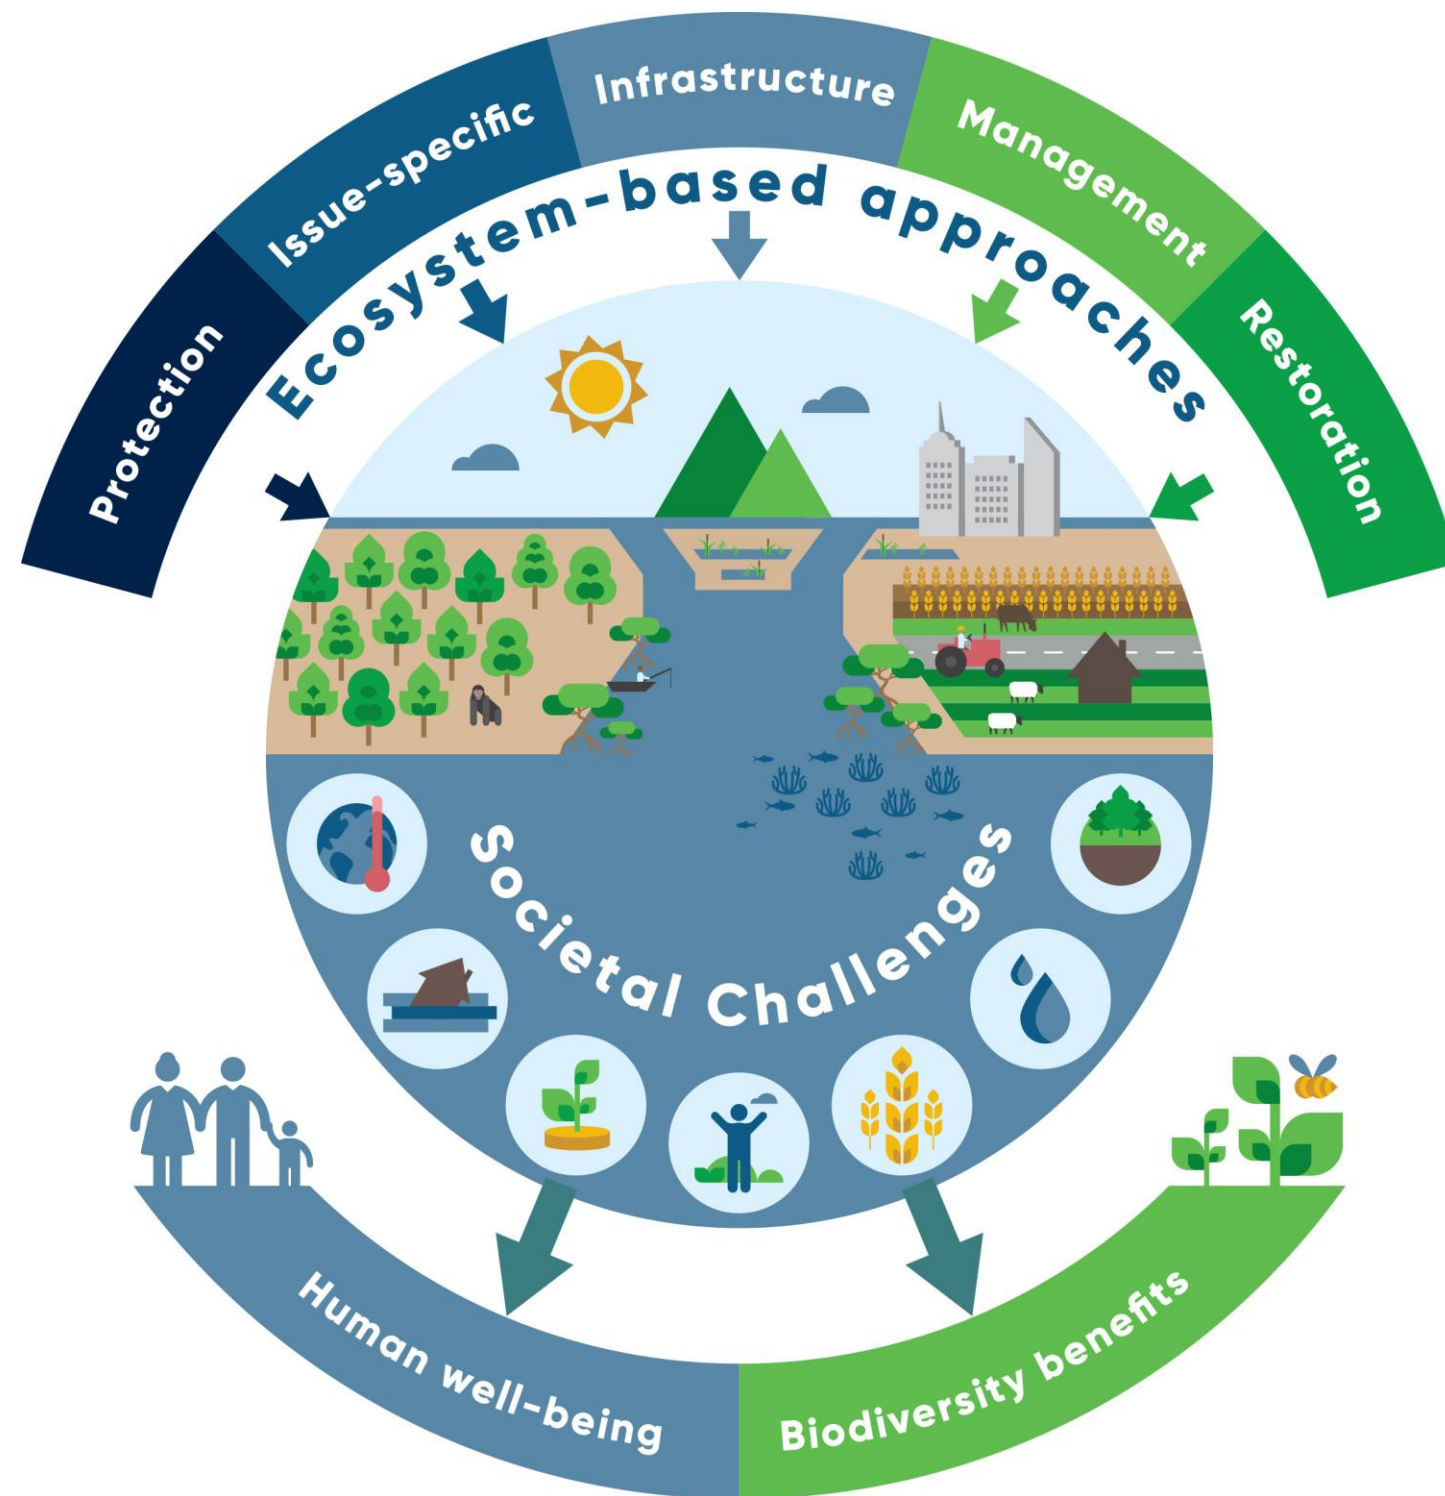 Protection
Issue-specific
Infrastructure
Management
Restoration
Ecosystem-based approaches
Societal Challenges
Human well-being
Biodiversity benefits